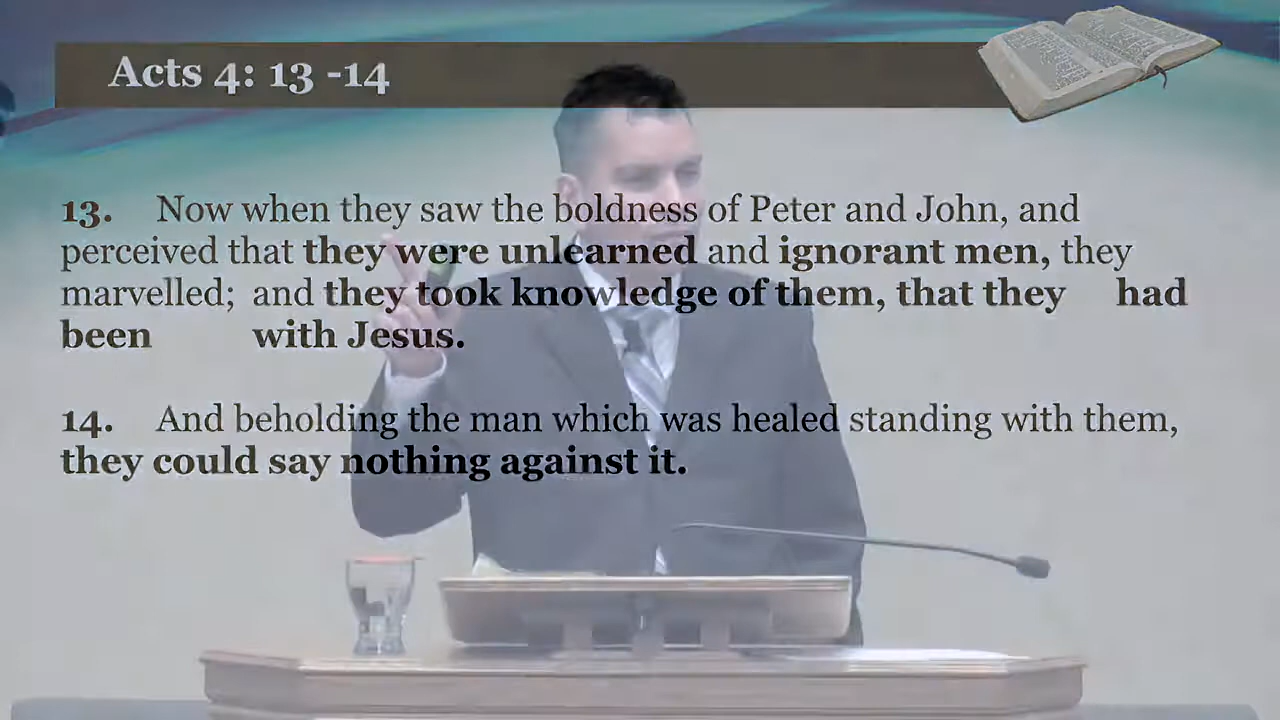 Acts 4: 13 -14
13. Now when they saw the boldness of Peter and John, and
perceived that they were unlearned and ignorant men, they
marvelled; and they took knowledge of them, that they had
been with Jesus.
14. And beholding the man which was healed standing with them,
they could say nothing against it.